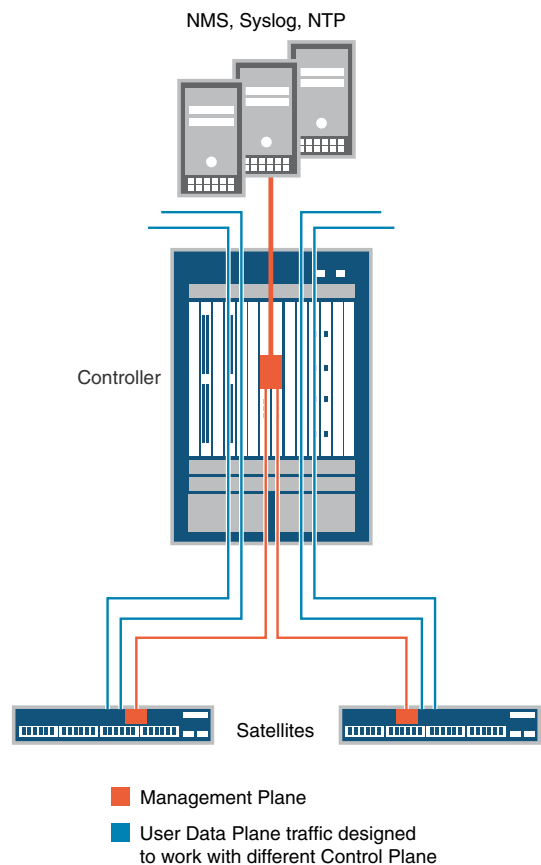 NMS, Syslog, NTP
Controller
Satellites
Management Plane
User Data Plane traffic designed
to work with different Control Plane